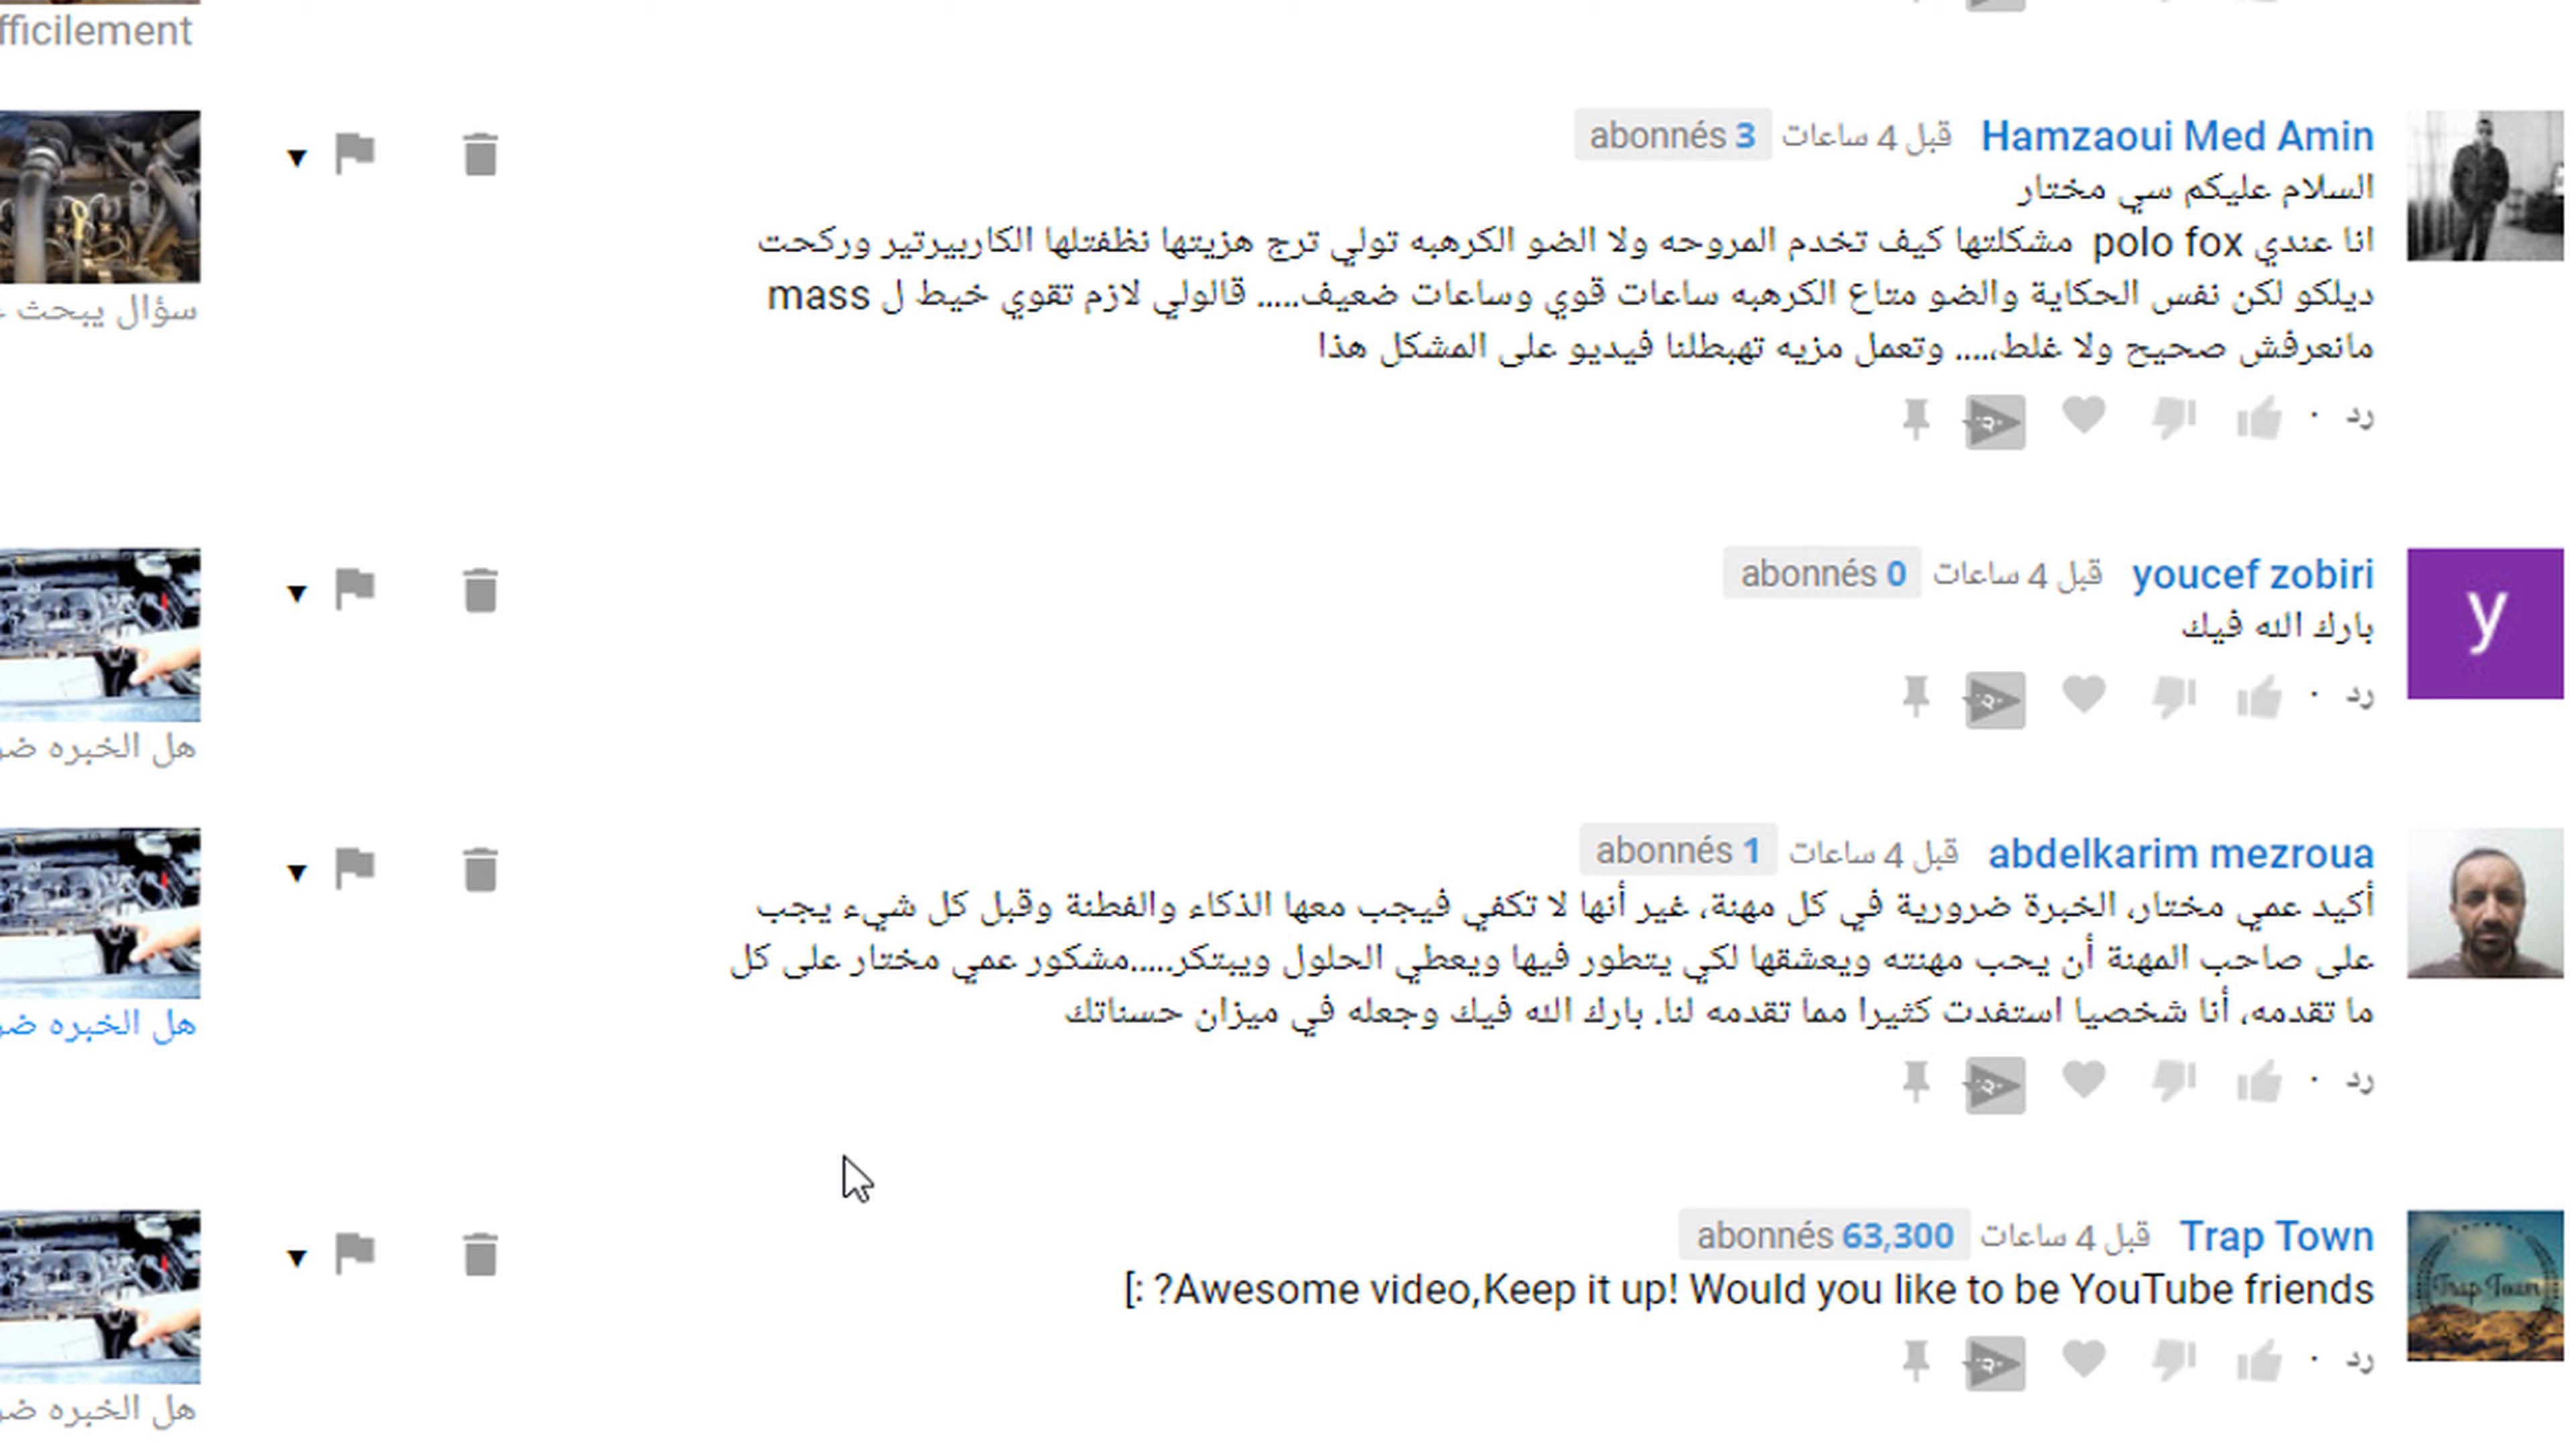 fficilement
Hamzaoui Med Amin قبل 4 ساعات 3 abonnés
السلام عليكم سي مختار
انا عندي polo fox مشكلتها كيف تخدم المروحه ولا الضو الكرهبه تولي ترج هزيتها نظفتلها الكاربيرتير وركحت
ديلكو لكن نفس الحكاية والضو متاع الكرهبه ساعات قوي وساعات ضعيف..... قالولي لازم تقوي خيط ل mass
مانعرفش صحيح ولا غلط،.... وتعمل مزيه تهبطلنا فيديو على المشكل هذا
رد
سؤال يبحث
youcef zobiri قبل 4 ساعات 0 abonnés
بارك الله فيك
رد
هل الخبره
abdelkarim mezroua قبل 4 ساعات 1 abonnés
أكيد عمي مختار، الخبرة ضرورية في كل مهنة، غير أنها لا تكفي فيجب معها الذكاء والفطنة وقبل كل شيء يجب
على صاحب المهنة أن يحب مهنته ويعشقها لكي يتطور فيها ويعطي الحلول ويبتكر.....مشكور عمي مختار على كل
ما تقدمه، أنا شخصيا استفدت كثيرا مما تقدمه لنا. بارك الله فيك وجعله في ميزان حسناتك
رد
هل الخبره
Trap Town قبل 4 ساعات 63,300 abonnés
Awesome video,Keep it up! Would you like to be YouTube friends? :]
رد
Trap Town
هل الخبره